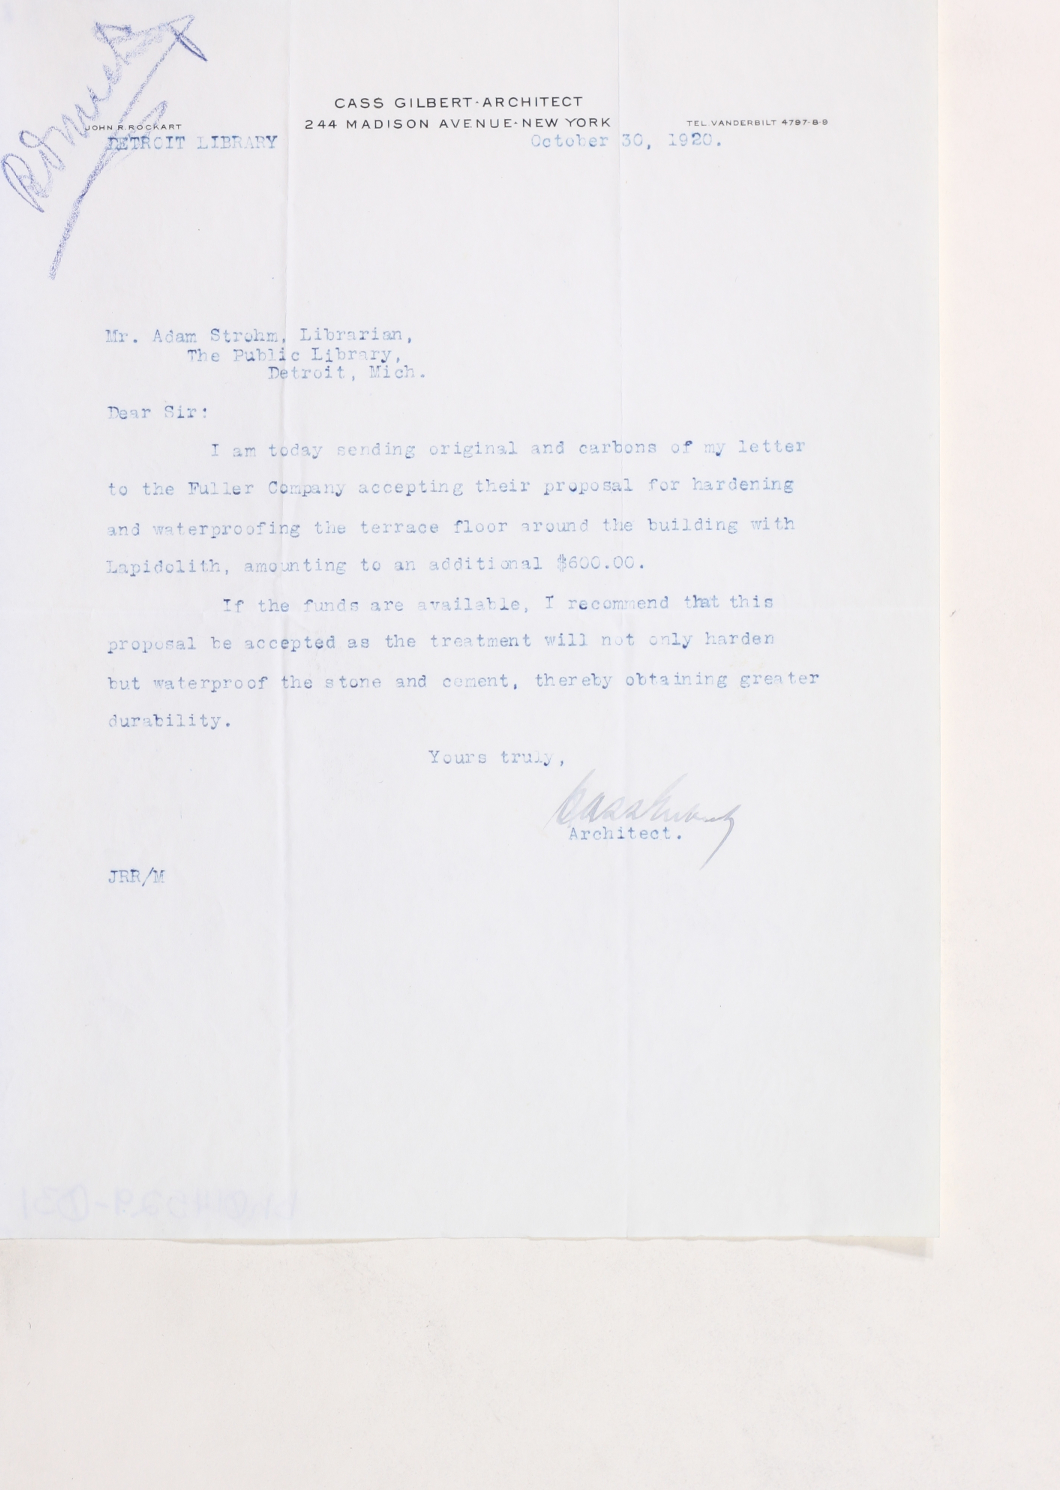 CASS GILBERT-ARCHITECT
JOHN R. ROCKART 244 MADISON AVENUE-NEW YORK TEL. VANDERBILT 4797-8-9
DETROIT LIBRARY October 30, 1920.
Mr. Adam Strohm, Librarian,
The Public Library,
Detroit, Mich.
Dear Sir:
I am today sending original and carbons of my letter
to the Fuller Company accepting their proposal for hardening
and waterproofing the terrace floor around the building with
Lapidolith, amounting to an additional $600.00.
If the funds are available, I recommend that this
proposal be accepted as the treatment will not only harden
but waterproof the stone and cement, thereby obtaining greater
durability.
Yours truly,
Cass Gilbert
Architect.
JRR/M